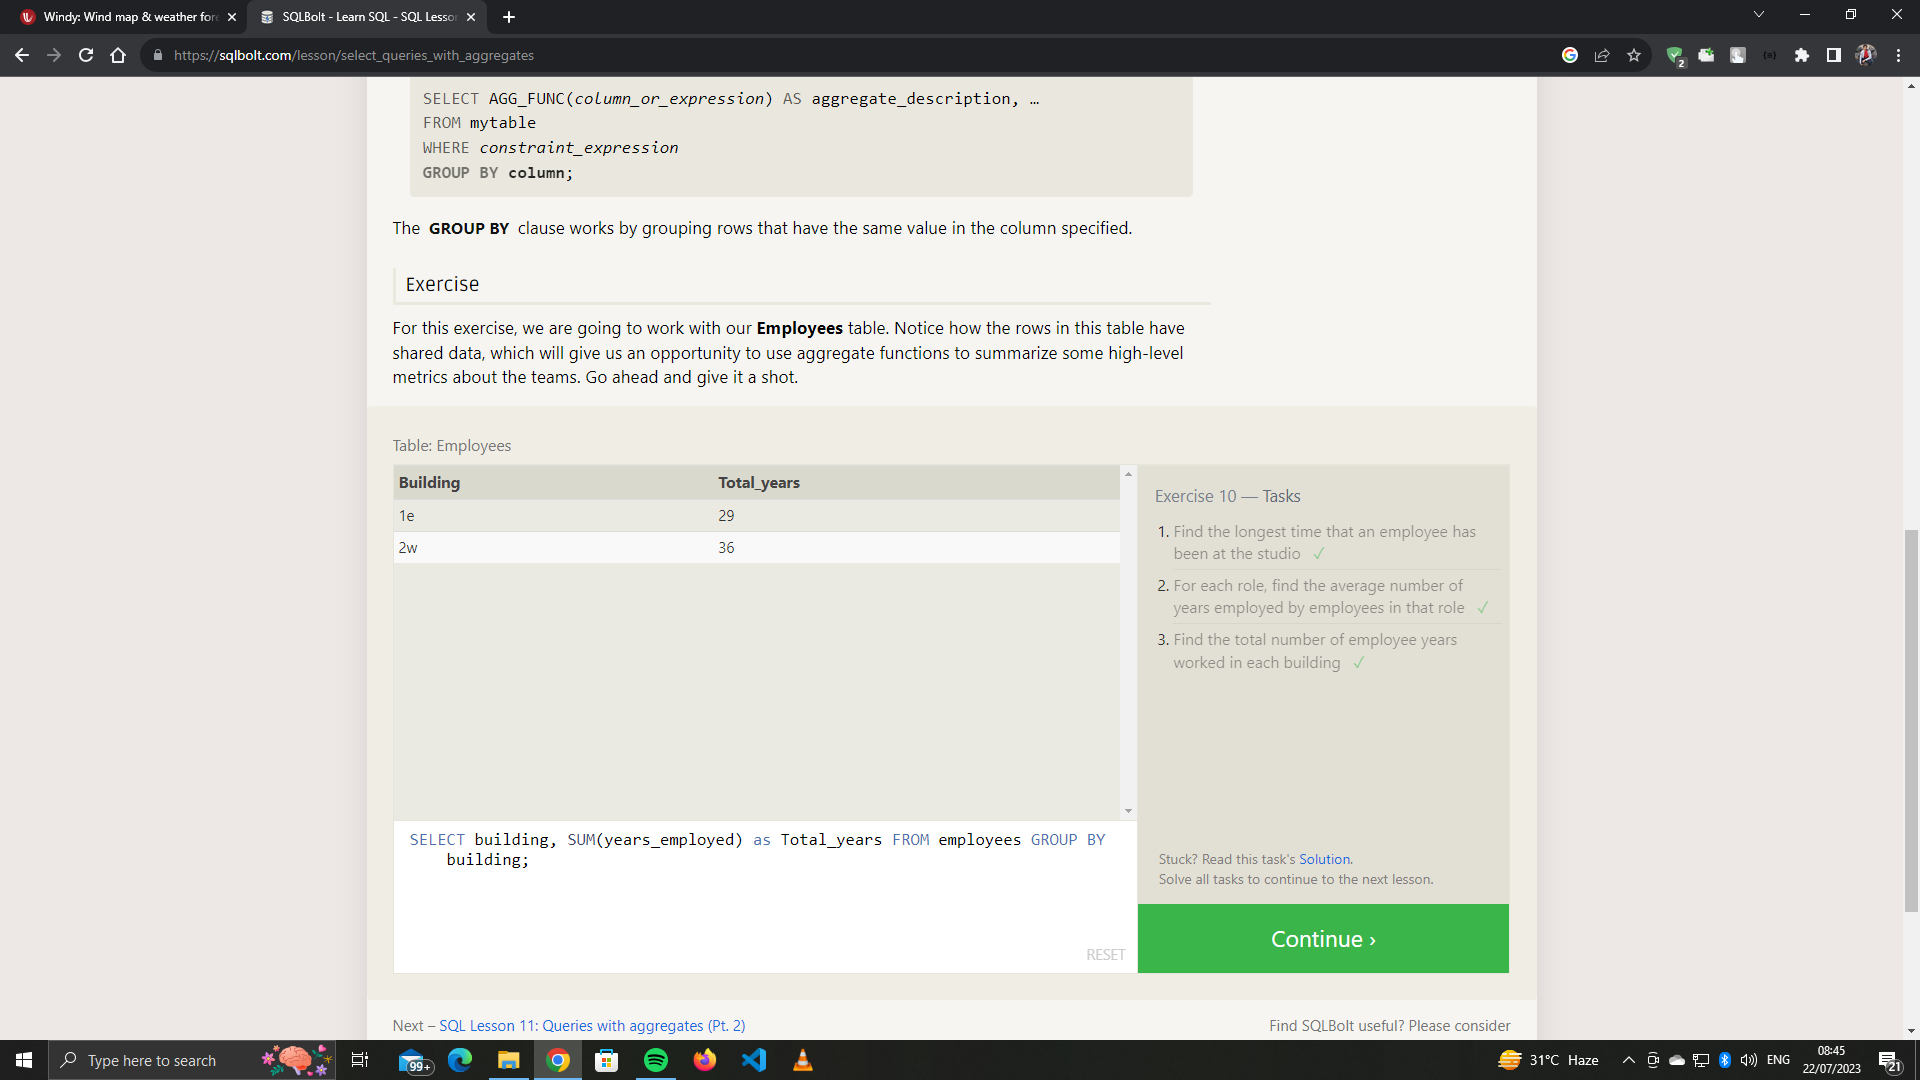 Windy: Wind map & weather fore
SQLBolt - Learn SQL - SQL Lesson
https://sqlbolt.com/lesson/select_queries_with_aggregates
2
SELECT AGG_FUNC(column_or_expression) AS aggregate_description, …
FROM mytable
WHERE constraint_expression
GROUP BY column;
The GROUP BY clause works by grouping rows that have the same value in the column specified.
Exercise
For this exercise, we are going to work with our Employees table. Notice how the rows in this table have
shared data, which will give us an opportunity to use aggregate functions to summarize some high-level
metrics about the teams. Go ahead and give it a shot.
Table: Employees
Building Total_years
1e 29
2w 36
SELECT building, SUM(years_employed) as Total_years FROM employees GROUP BY
building;
RESET
Exercise 10 — Tasks
1. Find the longest time that an employee has
been at the studio ✓
2. For each role, find the average number of
years employed by employees in that role ✓
3. Find the total number of employee years
worked in each building ✓
Stuck? Read this task's Solution.
Solve all tasks to continue to the next lesson.
Continue ›
Next – SQL Lesson 11: Queries with aggregates (Pt. 2)
Find SQLBolt useful? Please consider
Type here to search
99+
31°C Haze
ENG
08:45
22/07/2023
21